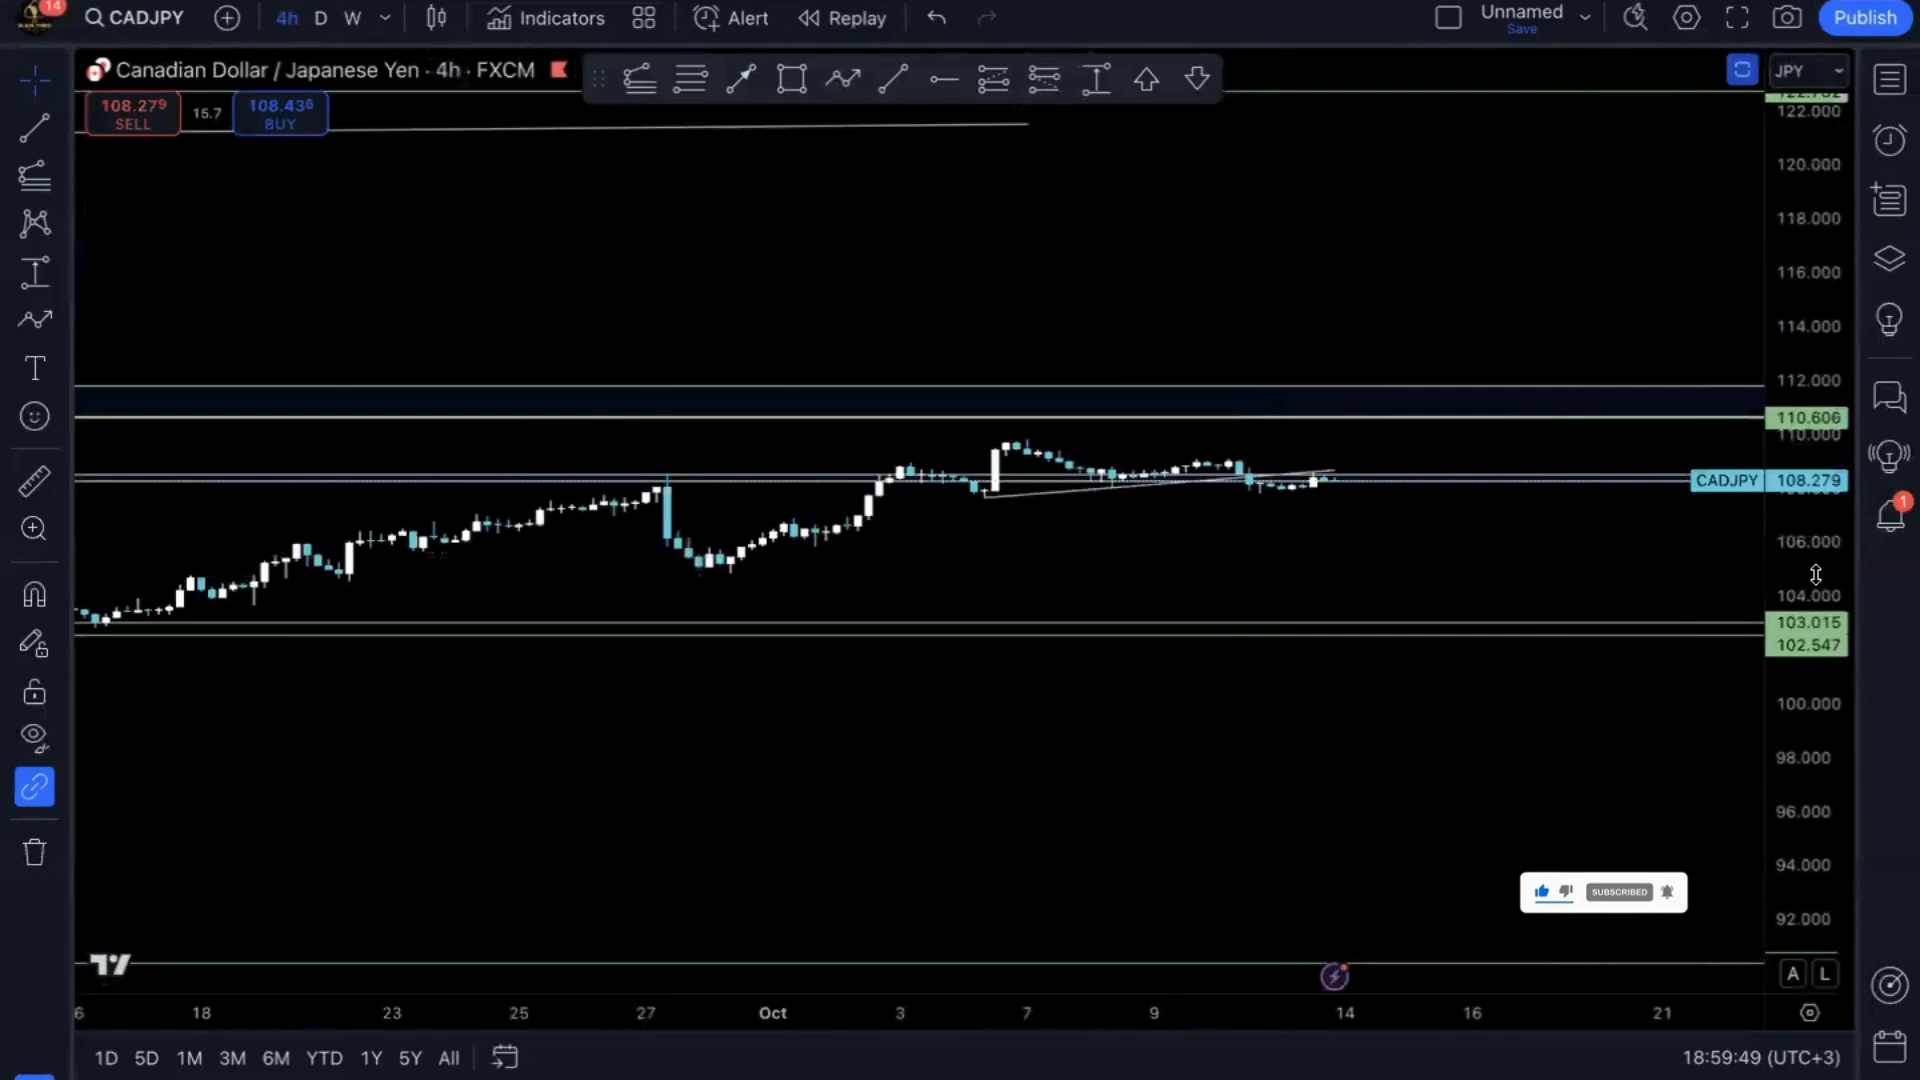 14
CADJPY
4h D W
Indicators
Alert
Replay
Unnamed
Save
Publish
Canadian Dollar / Japanese Yen · 4h · FXCM
JPY
108.279
SELL
15.7
108.436
BUY
122.000
120.000
118.000
116.000
114.000
112.000
110.606
110.000
CADJPY 108.279
1
106.000
104.000
103.015
102.547
100.000
98.000
96.000
94.000
SUBSCRIBED
92.000
A L
6 18 23 25 27 Oct 3 7 9 14 16 21
1D 5D 1M 3M 6M YTD 1Y 5Y All
18:59:49 (UTC+3)